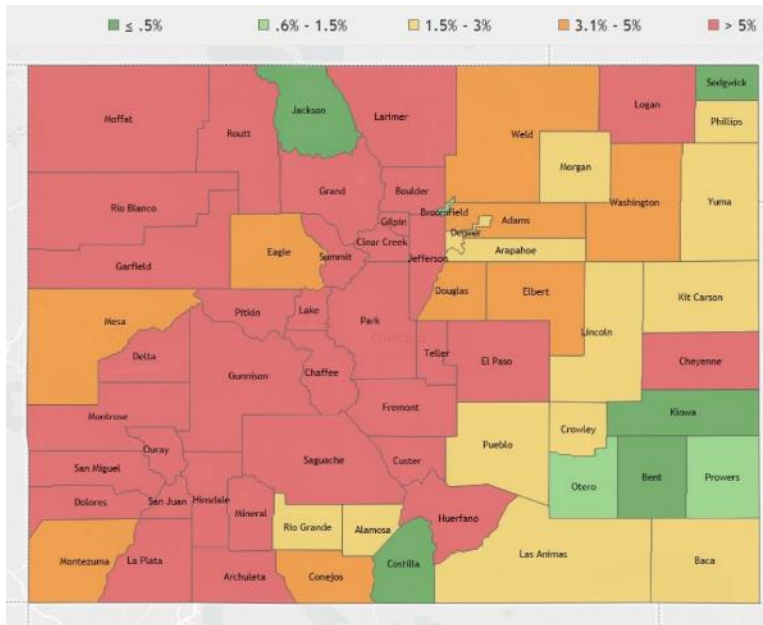 ≤ .5% .6% - 1.5% 1.5% - 3% 3.1% - 5% > 5%
Sedgwick
Moffat Jackson Larimer Logan
Routt Weld Phillips
Morgan
Grand Boulder Washington Yuma
Rio Blanco Broomfield
Gilpin Adams
Clear Creek Denver
Eagle Summit Jefferson Arapahoe
Garfield
Douglas Elbert Kit Carson
Mesa Pitkin Lake Park Lincoln
Delta Teller El Paso Cheyenne
Gunnison Chaffee
Montrose Fremont Kiowa
Ouray Pueblo Crowley
San Miguel Saguache Custer
Otero Bent Prowers
Dolores San Juan Hinsdale Mineral Huerfano
Rio Grande Alamosa
Las Animas
Montezuma La Plata Costilla Baca
Archuleta Conejos